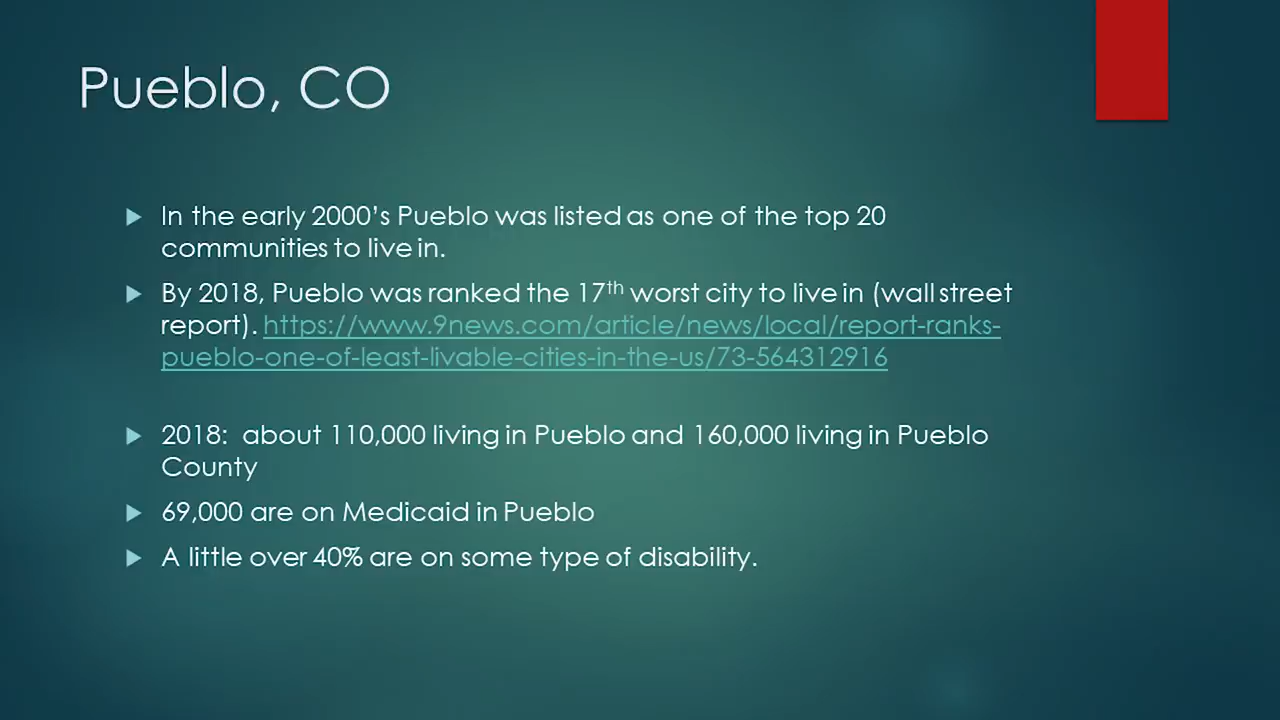 Pueblo, CO
In the early 2000’s Pueblo was listed as one of the top 20
communities to live in.
By 2018, Pueblo was ranked the 17th worst city to live in (wall street
report). https://www.9news.com/article/news/local/report-ranks-
pueblo-one-of-least-livable-cities-in-the-us/73-564312916
2018:  about 110,000 living in Pueblo and 160,000 living in Pueblo
County
69,000 are on Medicaid in Pueblo
A little over 40% are on some type of disability.